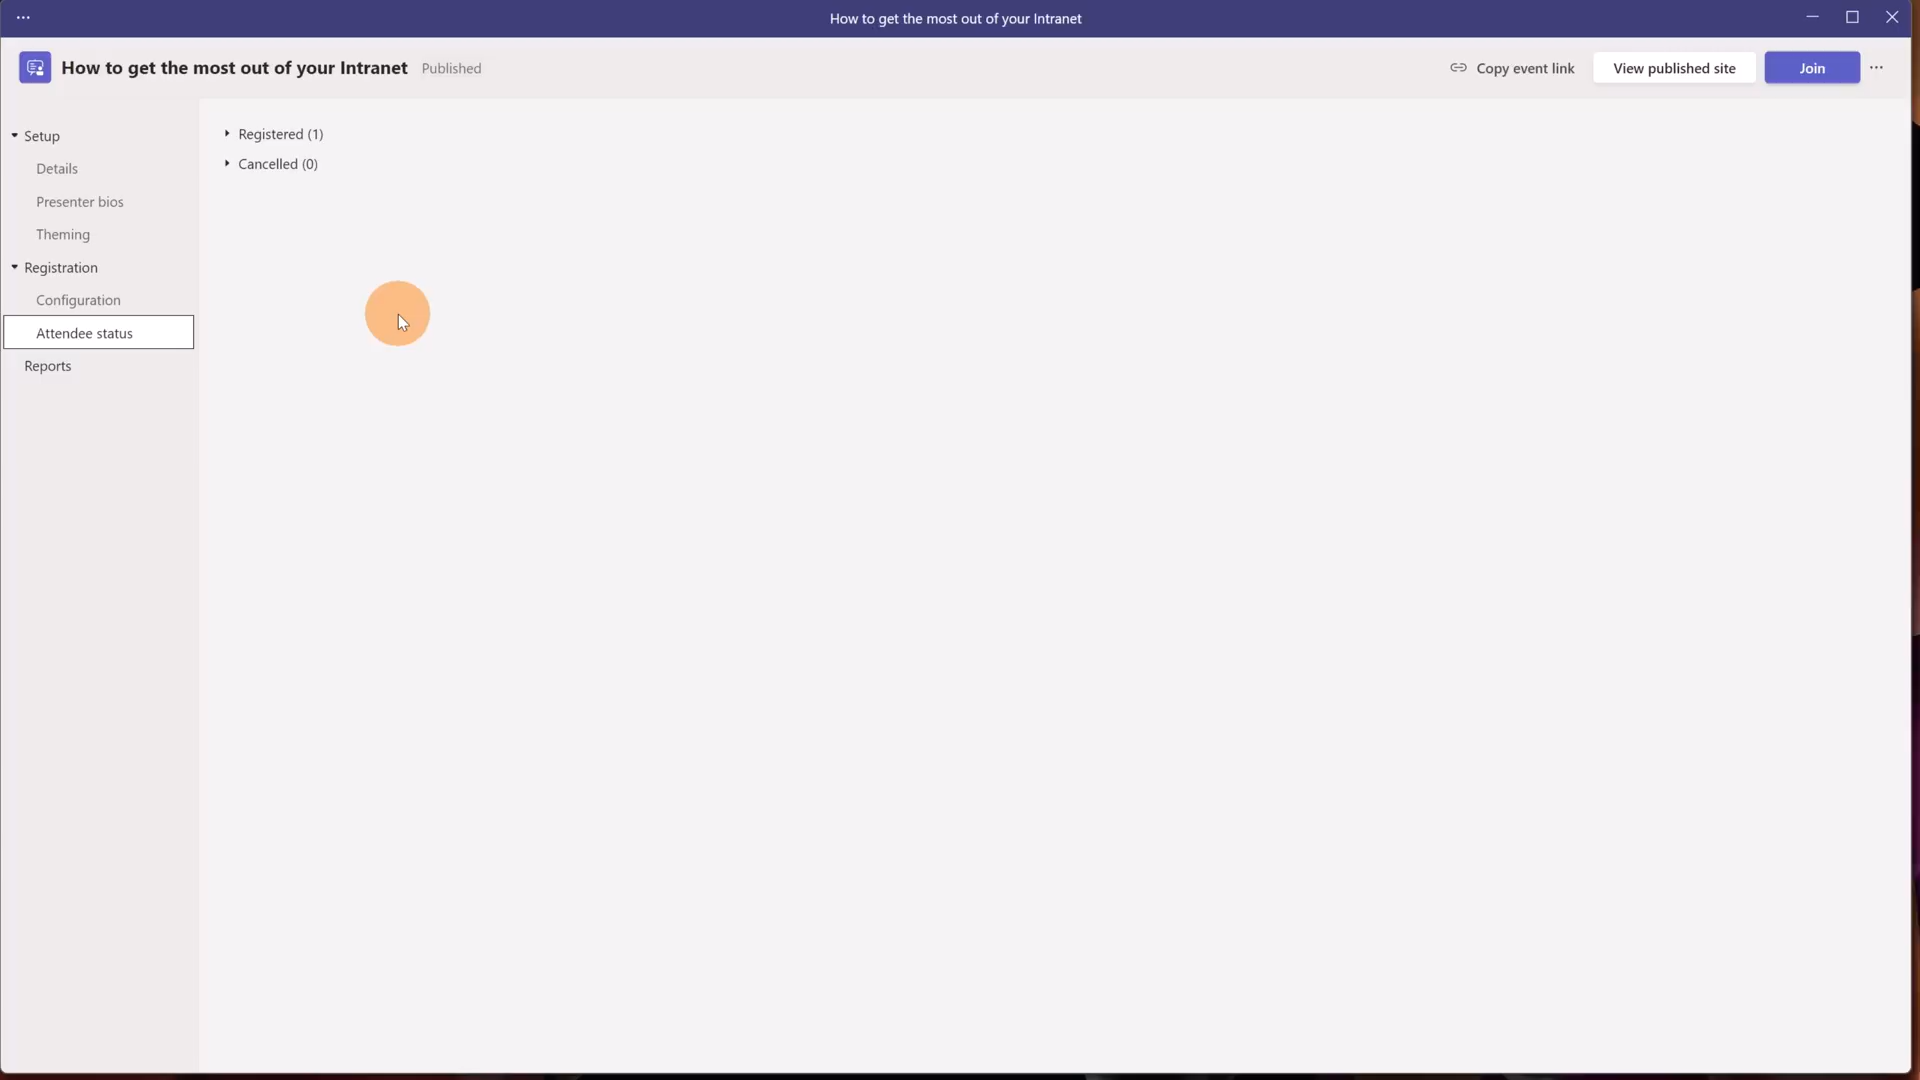 How to get the most out of your Intranet
How to get the most out of your Intranet Published
Copy event link
View published site
Join
Setup
Details
Presenter bios
Theming
Registration
Configuration
Attendee status
Reports
Registered (1)
Cancelled (0)